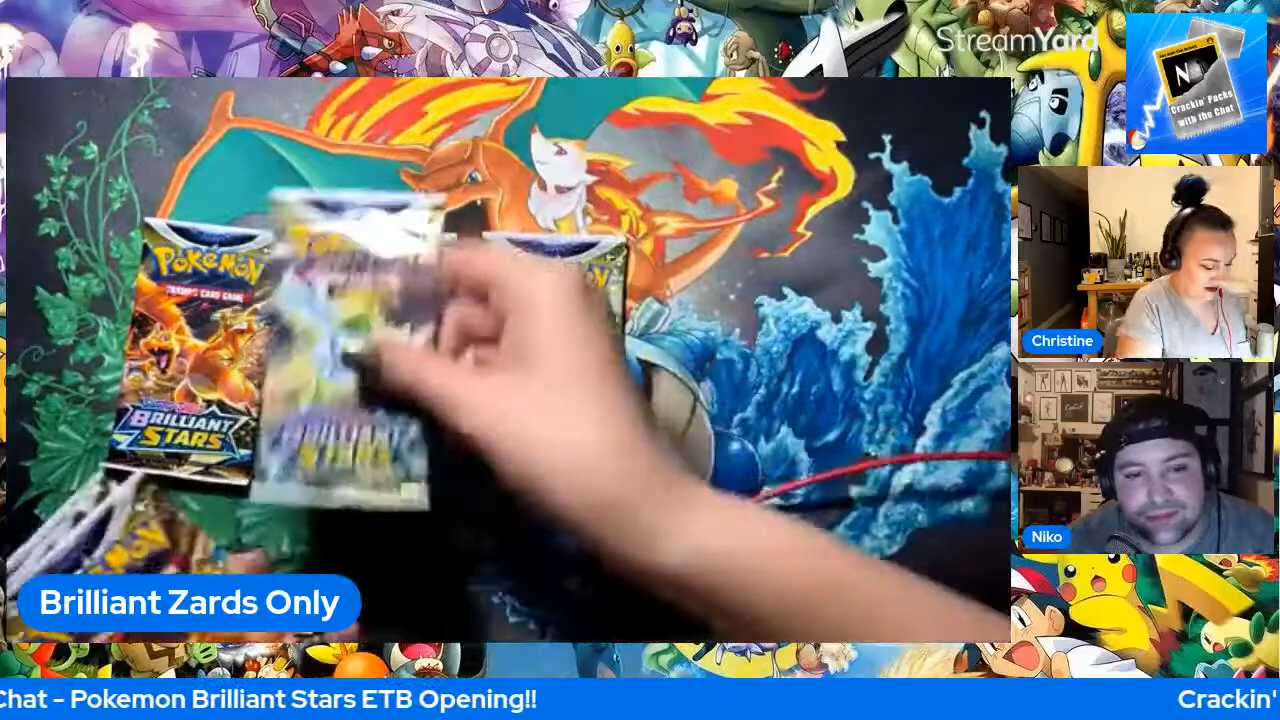 StreamYard
N
Crackin' Packs
with the Chat
POKéMON
TRADING CARD GAME
BRILLIANT
STARS
Christine
Niko
Brilliant Zards Only
Chat - Pokemon Brilliant Stars ETB Opening!!
Crackin'